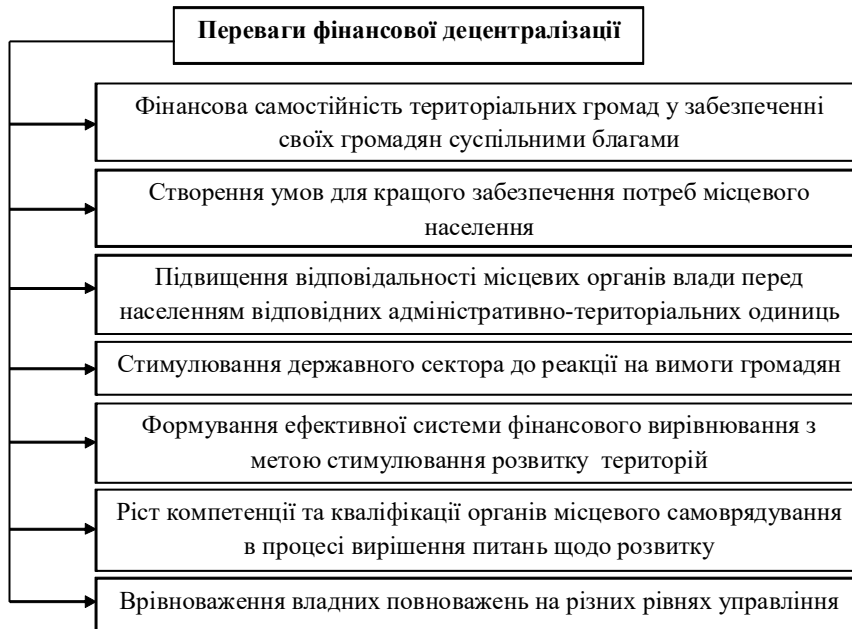 Переваги фінансової децентралізації
Фінансова самостійність територіальних громад у забезпеченні
своїх громадян суспільними благами
Створення умов для кращого забезпечення потреб місцевого
населення
Підвищення відповідальності місцевих органів влади перед
населенням відповідних адміністративно-територіальних одиниць
Стимулювання державного сектора до реакції на вимоги громадян
Формування ефективної системи фінансового вирівнювання з
метою стимулювання розвитку територій
Ріст компетенції та кваліфікації органів місцевого самоврядування
в процесі вирішення питань щодо розвитку
Врівноваження владних повноважень на різних рівнях управління